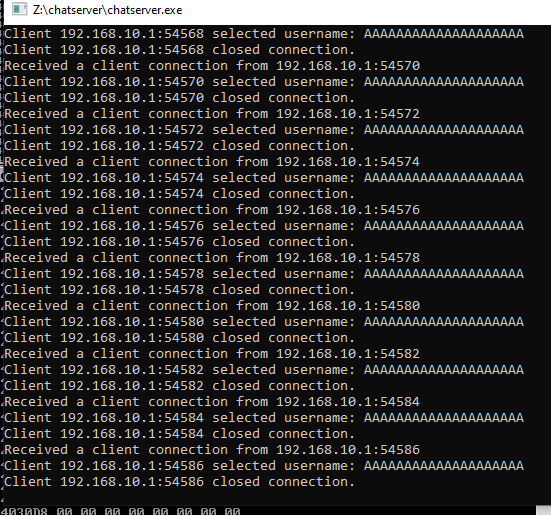 Z:\chatserver\chatserver.exe
Client 192.168.10.1:54568 selected username: AAAAAAAAAAAAAAAAAAAA
Client 192.168.10.1:54568 closed connection.
Received a client connection from 192.168.10.1:54570
Client 192.168.10.1:54570 selected username: AAAAAAAAAAAAAAAAAAAA
Client 192.168.10.1:54570 closed connection.
Received a client connection from 192.168.10.1:54572
Client 192.168.10.1:54572 selected username: AAAAAAAAAAAAAAAAAAAA
Client 192.168.10.1:54572 closed connection.
Received a client connection from 192.168.10.1:54574
Client 192.168.10.1:54574 selected username: AAAAAAAAAAAAAAAAAAAA
Client 192.168.10.1:54574 closed connection.
Received a client connection from 192.168.10.1:54576
Client 192.168.10.1:54576 selected username: AAAAAAAAAAAAAAAAAAAA
Client 192.168.10.1:54576 closed connection.
Received a client connection from 192.168.10.1:54578
Client 192.168.10.1:54578 selected username: AAAAAAAAAAAAAAAAAAAA
Client 192.168.10.1:54578 closed connection.
Received a client connection from 192.168.10.1:54580
Client 192.168.10.1:54580 selected username: AAAAAAAAAAAAAAAAAAAA
Client 192.168.10.1:54580 closed connection.
Received a client connection from 192.168.10.1:54582
Client 192.168.10.1:54582 selected username: AAAAAAAAAAAAAAAAAAAA
Client 192.168.10.1:54582 closed connection.
Received a client connection from 192.168.10.1:54584
Client 192.168.10.1:54584 selected username: AAAAAAAAAAAAAAAAAAAA
Client 192.168.10.1:54584 closed connection.
Received a client connection from 192.168.10.1:54586
Client 192.168.10.1:54586 selected username: AAAAAAAAAAAAAAAAAAAA
Client 192.168.10.1:54586 closed connection.
4030D8 00 00 00 00 00 00 00 00